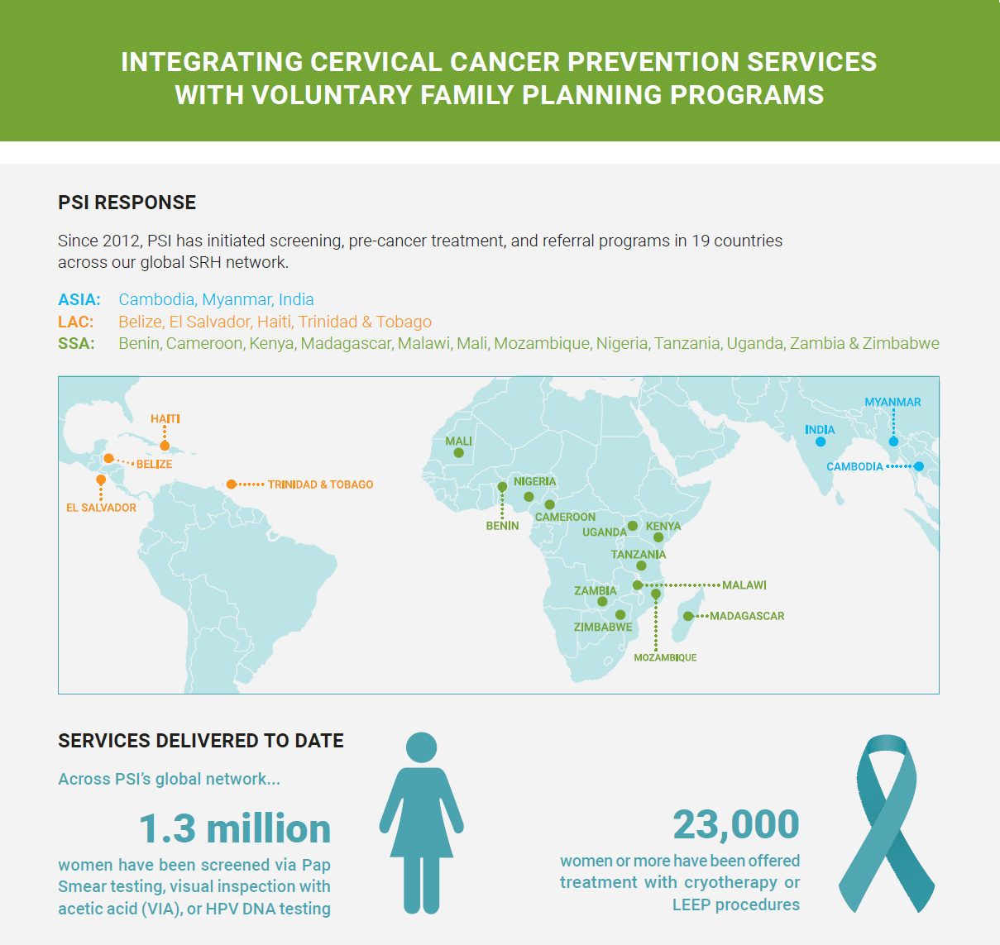 INTEGRATING CERVICAL CANCER PREVENTION SERVICES
WITH VOLUNTARY FAMILY PLANNING PROGRAMS
PSI RESPONSE
Since 2012, PSI has initiated screening, pre-cancer treatment, and referral programs in 19 countries
across our global SRH network.
ASIA: Cambodia, Myanmar, India
LAC: Belize, El Salvador, Haiti, Trinidad & Tobago
SSA: Benin, Cameroon, Kenya, Madagascar, Malawi, Mali, Mozambique, Nigeria, Tanzania, Uganda, Zambia & Zimbabwe
HAITI
BELIZE
EL SALVADOR
TRINIDAD & TOBAGO
MALI
NIGERIA
BENIN
CAMEROON
UGANDA
KENYA
TANZANIA
ZAMBIA
MALAWI
ZIMBABWE
MADAGASCAR
MOZAMBIQUE
MYANMAR
INDIA
CAMBODIA
SERVICES DELIVERED TO DATE
Across PSI's global network...
1.3 million
women have been screened via Pap
Smear testing, visual inspection with
acetic acid (VIA), or HPV DNA testing
23,000
women or more have been offered
treatment with cryotherapy or
LEEP procedures